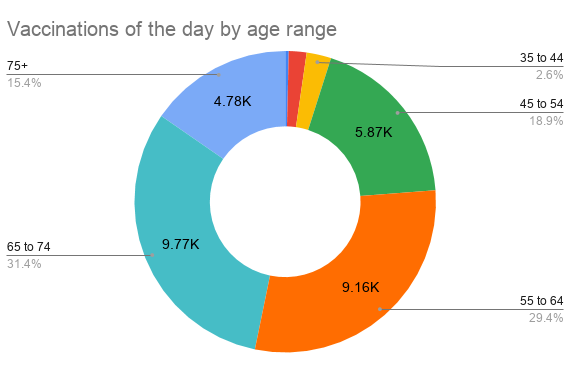 Vaccinations of the day by age range
75+
15.4%
35 to 44
2.6%
4.78K
45 to 54
18.9%
5.87K
65 to 74
31.4%
9.77K
9.16K
55 to 64
29.4%